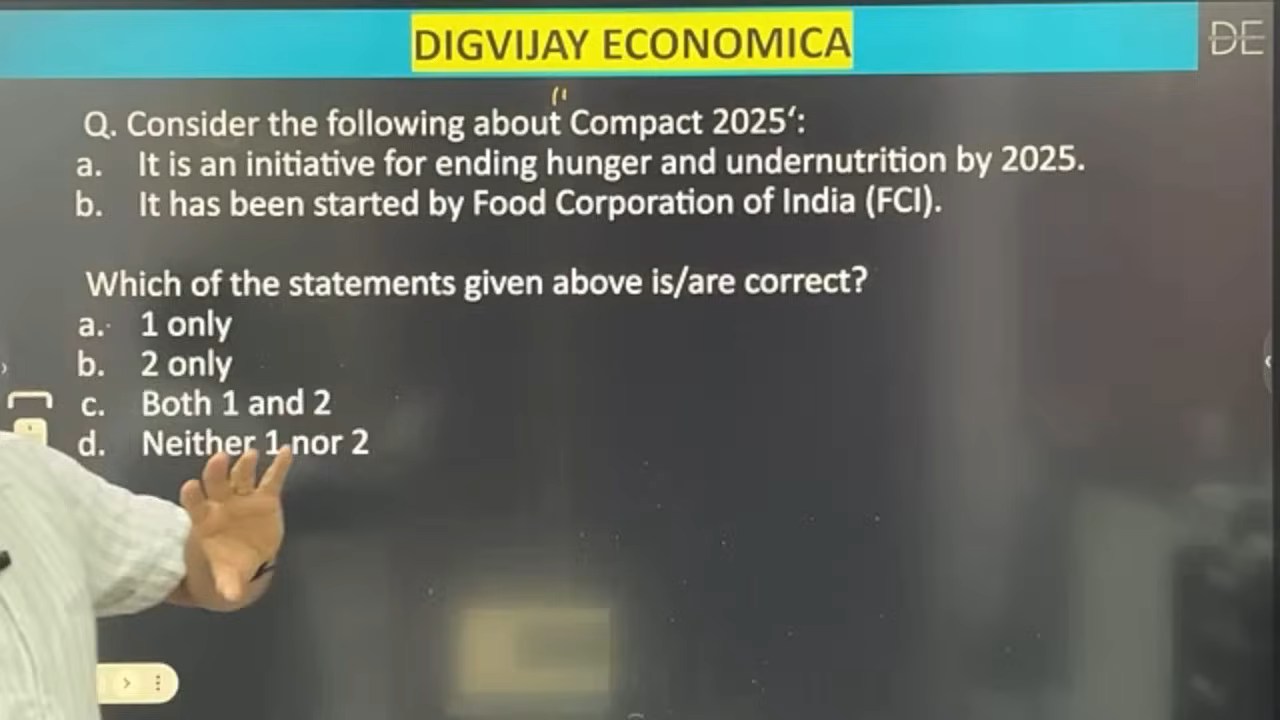 DIGVIJAY ECONOMICA
DE
Q. Consider the following about Compact 2025‘:
a. It is an initiative for ending hunger and undernutrition by 2025.
b. It has been started by Food Corporation of India (FCI).
Which of the statements given above is/are correct?
a. 1 only
b. 2 only
c. Both 1 and 2
d. Neither 1 nor 2